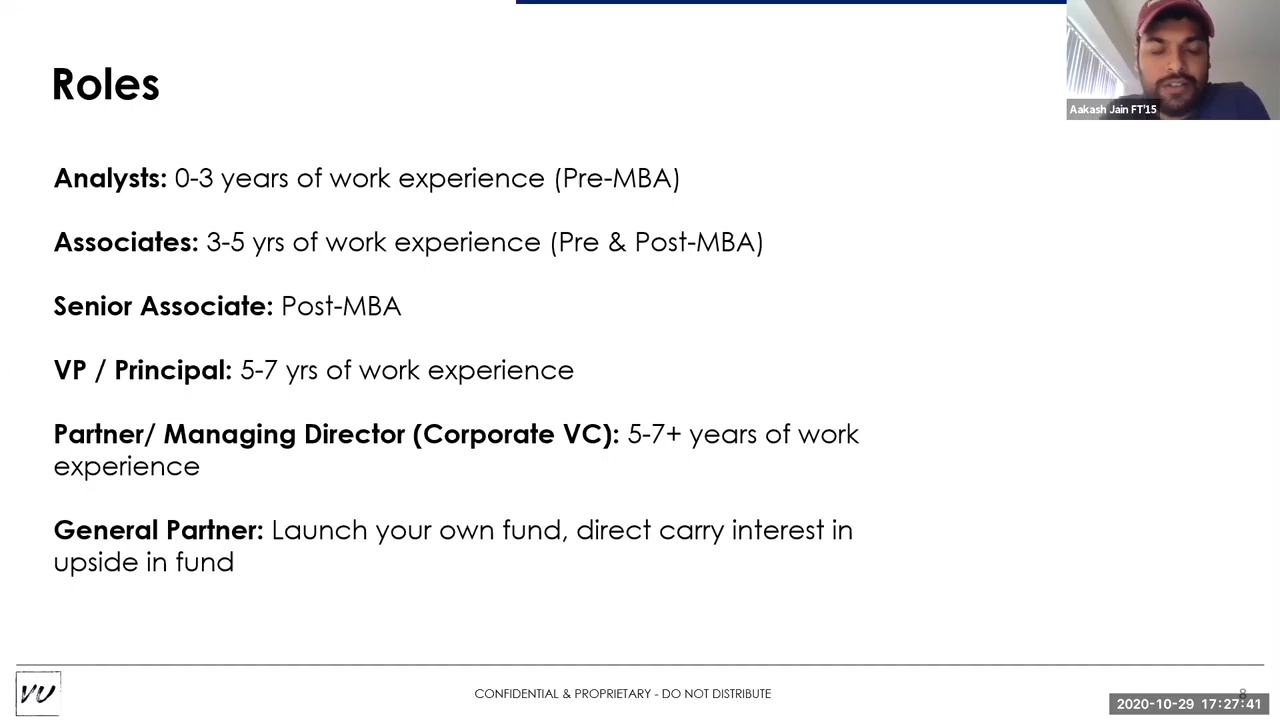 Roles
Aakash Jain FT'15
Analysts: 0-3 years of work experience (Pre-MBA)
Associates: 3-5 yrs of work experience (Pre & Post-MBA)
Senior Associate: Post-MBA
VP / Principal: 5-7 yrs of work experience
Partner/ Managing Director (Corporate VC): 5-7+ years of work
experience
General Partner: Launch your own fund, direct carry interest in
upside in fund
VU
CONFIDENTIAL & PROPRIETARY - DO NOT DISTRIBUTE
8
2020-10-29 17:27:41